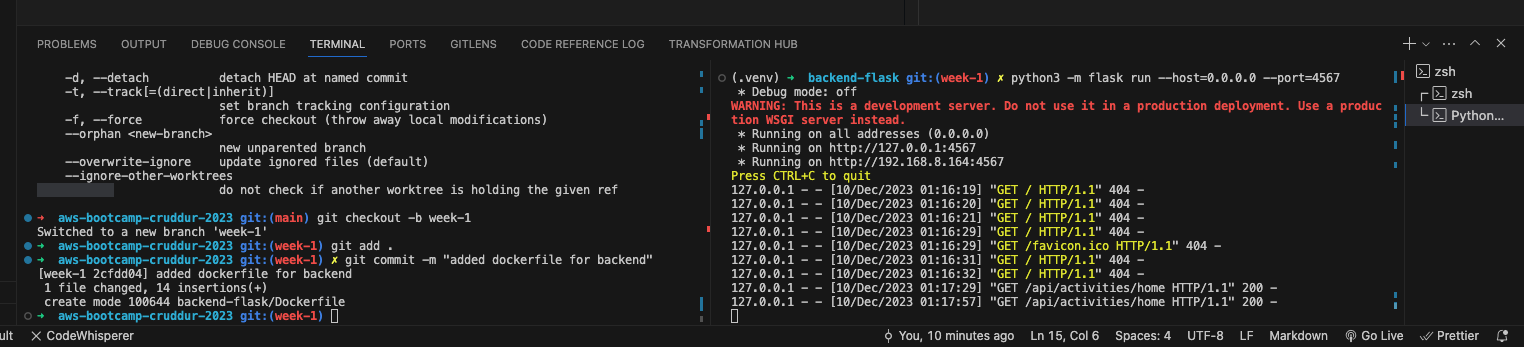 PROBLEMS OUTPUT DEBUG CONSOLE TERMINAL PORTS GITLENS CODE REFERENCE LOG TRANSFORMATION HUB
-d, --detach detach HEAD at named commit
-t, --track[=(direct|inherit)]
set branch tracking configuration
-f, --force force checkout (throw away local modifications)
--orphan <new-branch>
new unparented branch
--overwrite-ignore update ignored files (default)
--ignore-other-worktrees
do not check if another worktree is holding the given ref
➜ aws-bootcamp-cruddur-2023 git:(main) git checkout -b week-1
Switched to a new branch 'week-1'
➜ aws-bootcamp-cruddur-2023 git:(week-1) git add .
➜ aws-bootcamp-cruddur-2023 git:(week-1) ✗ git commit -m "added dockerfile for backend"
[week-1 2cfdd04] added dockerfile for backend
1 file changed, 14 insertions(+)
create mode 100644 backend-flask/Dockerfile
➜ aws-bootcamp-cruddur-2023 git:(week-1)
(.venv) ➜ backend-flask git:(week-1) ✗ python3 -m flask run --host=0.0.0.0 --port=4567
* Debug mode: off
WARNING: This is a development server. Do not use it in a production deployment. Use a produc
tion WSGI server instead.
* Running on all addresses (0.0.0.0)
* Running on http://127.0.0.1:4567
* Running on http://192.168.8.164:4567
Press CTRL+C to quit
127.0.0.1 - - [10/Dec/2023 01:16:19] "GET / HTTP/1.1" 404 -
127.0.0.1 - - [10/Dec/2023 01:16:20] "GET / HTTP/1.1" 404 -
127.0.0.1 - - [10/Dec/2023 01:16:21] "GET / HTTP/1.1" 404 -
127.0.0.1 - - [10/Dec/2023 01:16:29] "GET / HTTP/1.1" 404 -
127.0.0.1 - - [10/Dec/2023 01:16:29] "GET /favicon.ico HTTP/1.1" 404 -
127.0.0.1 - - [10/Dec/2023 01:16:31] "GET / HTTP/1.1" 404 -
127.0.0.1 - - [10/Dec/2023 01:16:32] "GET / HTTP/1.1" 404 -
127.0.0.1 - - [10/Dec/2023 01:17:29] "GET /api/activities/home HTTP/1.1" 200 -
127.0.0.1 - - [10/Dec/2023 01:17:57] "GET /api/activities/home HTTP/1.1" 200 -
zsh
zsh
Python...
ult CodeWhisperer You, 10 minutes ago Ln 15, Col 6 Spaces: 4 UTF-8 LF Markdown Go Live Prettier